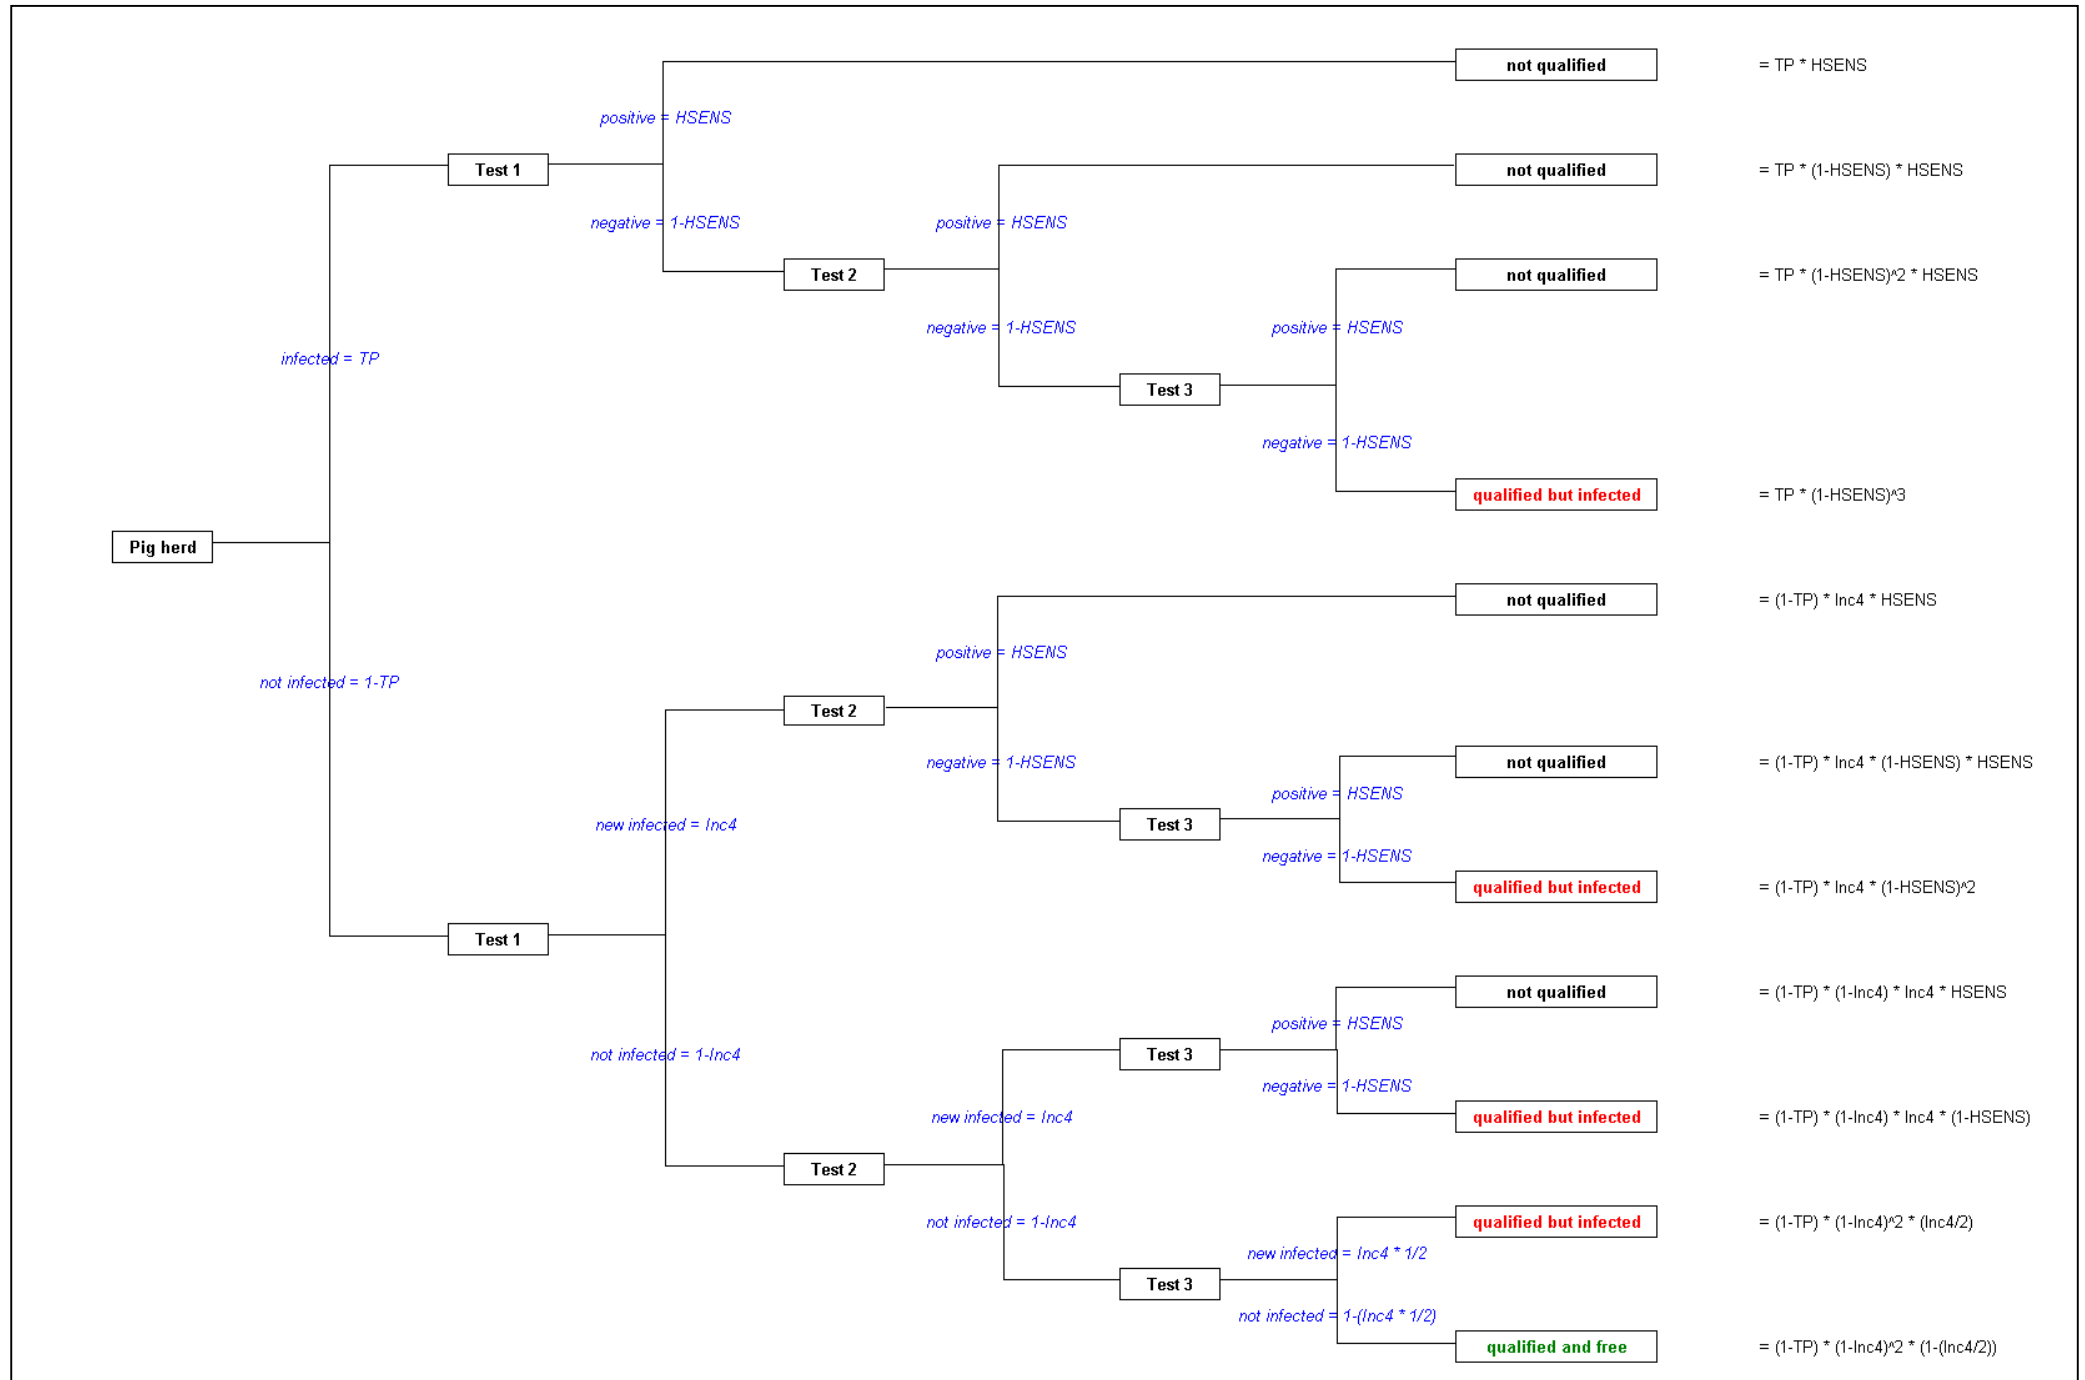 not qualified = TP * HSENS
positive = HSENS
Test 1
not qualified = TP * (1-HSENS) * HSENS
negative = 1-HSENS
positive = HSENS
Test 2
not qualified = TP * (1-HSENS)^2 * HSENS
negative = 1-HSENS
positive = HSENS
infected = TP
Test 3
negative = 1-HSENS
qualified but infected = TP * (1-HSENS)^3
Pig herd
not qualified = (1-TP) * Inc4 * HSENS
positive = HSENS
not infected = 1-TP
Test 2
negative = 1-HSENS
not qualified = (1-TP) * Inc4 * (1-HSENS) * HSENS
positive = HSENS
new infected = Inc4
Test 3
negative = 1-HSENS
qualified but infected = (1-TP) * Inc4 * (1-HSENS)^2
Test 1
not qualified = (1-TP) * (1-Inc4) * Inc4 * HSENS
positive = HSENS
not infected = 1-Inc4
Test 3
negative = 1-HSENS
new infected = Inc4
qualified but infected = (1-TP) * (1-Inc4) * Inc4 * (1-HSENS)
Test 2
not infected = 1-Inc4
qualified but infected = (1-TP) * (1-Inc4)^2 * (Inc4/2)
new infected = Inc4 * 1/2
Test 3
not infected = 1-(Inc4 * 1/2)
qualified and free = (1-TP) * (1-Inc4)^2 * (1-(Inc4/2))